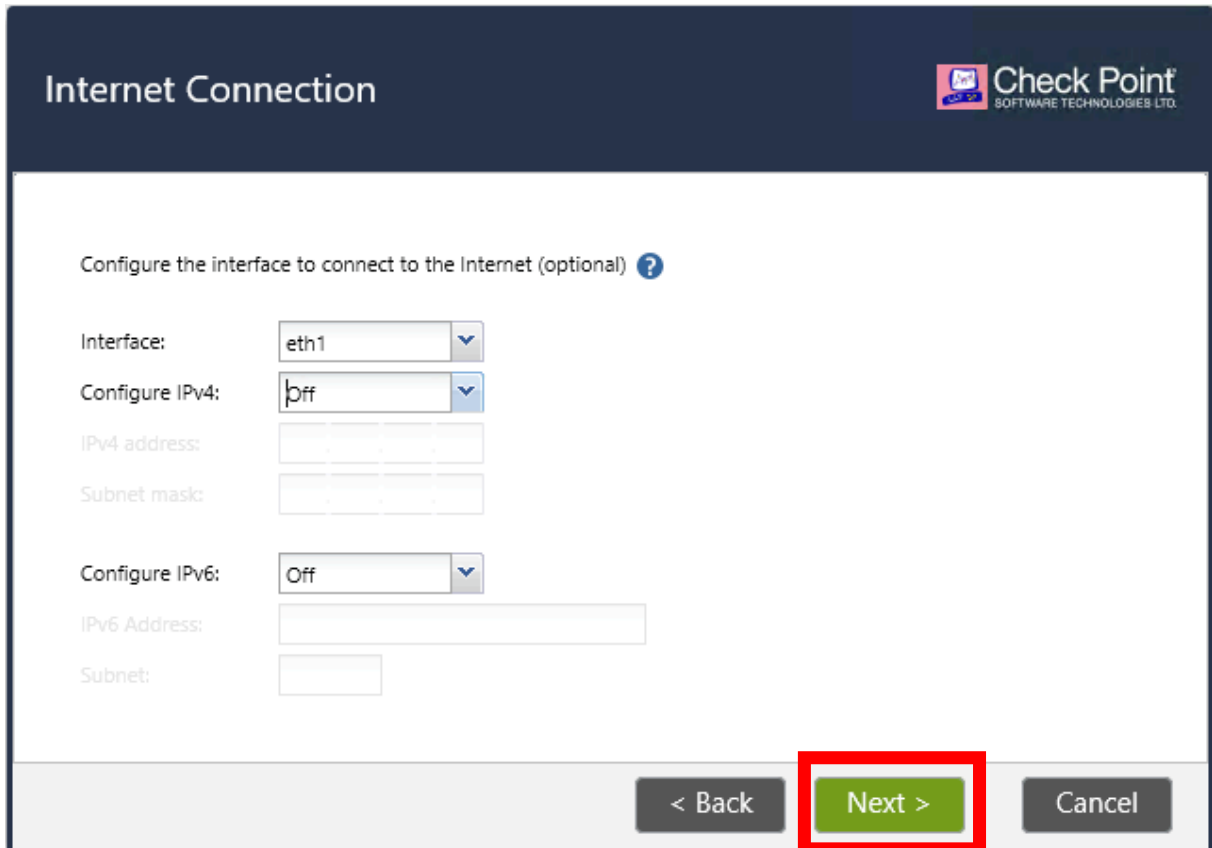 Internet Connection
Check Point
SOFTWARE TECHNOLOGIES LTD.
Configure the interface to connect to the Internet (optional) ?
Interface: eth1
Configure IPv4: Off
IPv4 address:
Subnet mask:
Configure IPv6: Off
IPv6 Address:
Subnet:
< Back Next > Cancel